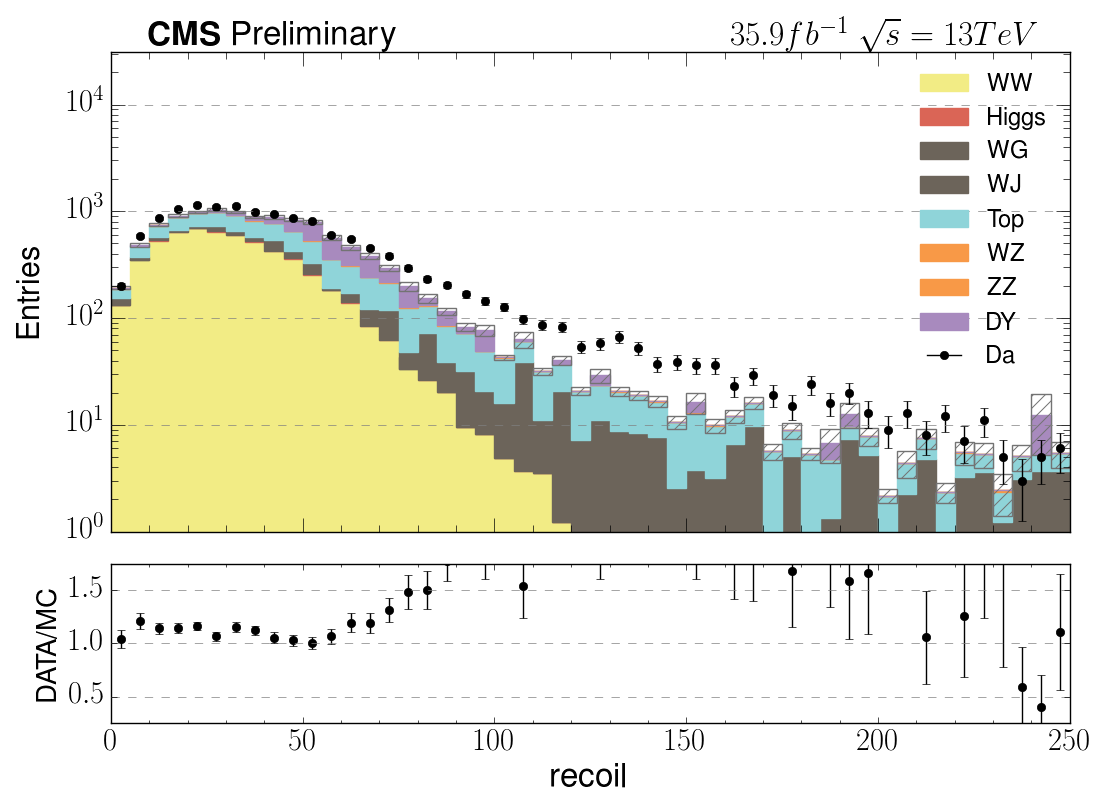 CMS Preliminary 35.9fb⁻¹ √s = 13TeV
Entries
10⁴
10³
10²
10¹
10⁰
WW
Higgs
WG
WJ
Top
WZ
ZZ
DY
Da
DATA/MC
1.5
1.0
0.5
0 50 100 150 200 250
recoil